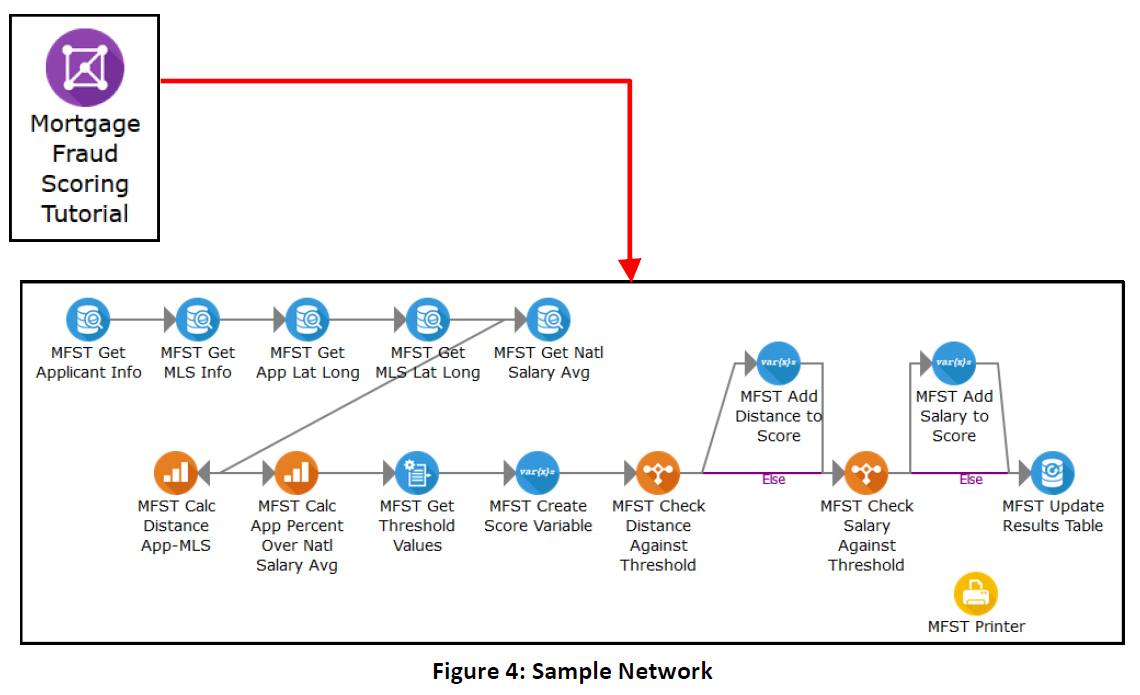 Mortgage
Fraud
Scoring
Tutorial
MFST Get
Applicant Info
MFST Get
MLS Info
MFST Get
App Lat Long
MFST Get
MLS Lat Long
MFST Get Natl
Salary Avg
var{x}=
MFST Add
Distance to
Score
var{x}=
MFST Add
Salary to
Score
MFST Calc
Distance
App-MLS
MFST Calc
App Percent
Over Natl
Salary Avg
MFST Get
Threshold
Values
var{x}=
MFST Create
Score Variable
MFST Check
Distance
Against
Threshold
Else
MFST Check
Salary
Against
Threshold
Else
MFST Update
Results Table
MFST Printer
Figure 4: Sample Network